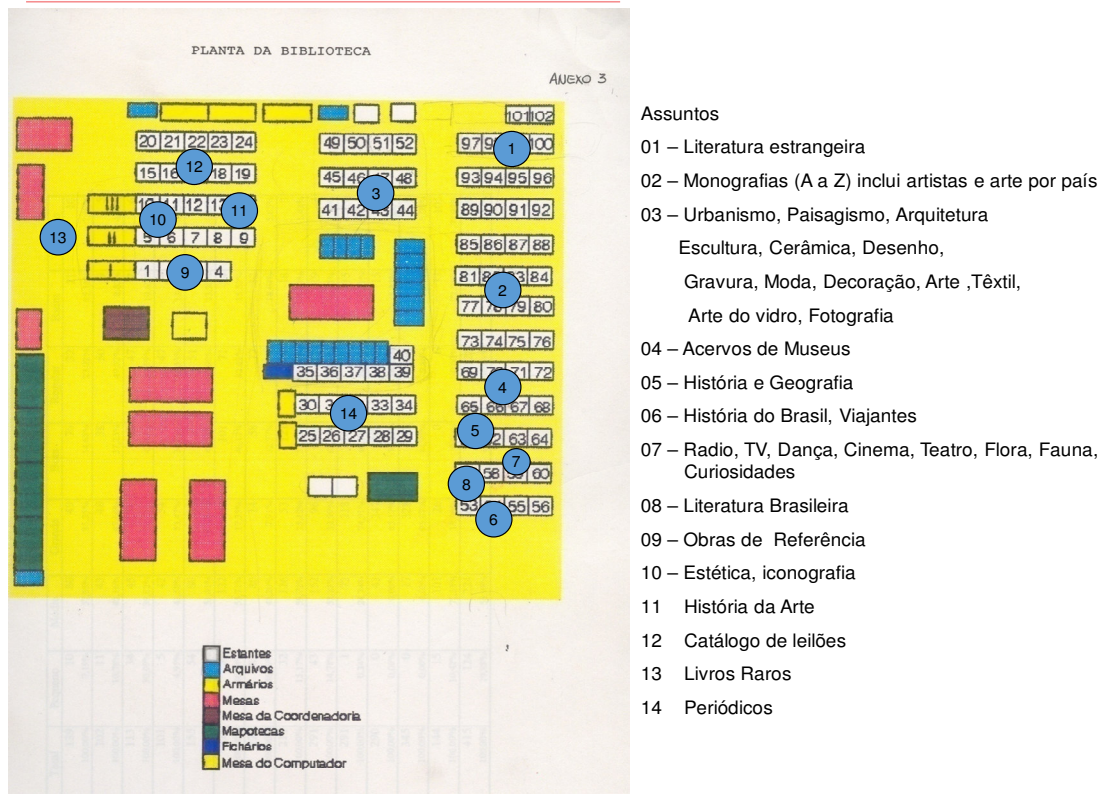 PLANTA DA BIBLIOTECA
ANEXO 3
101 102
20 21 22 23 24
49 50 51 52
97 1 100
15 16 12 18 19
45 46 3 48
93 94 95 96
III 10 11 12 11
41 42 43 44
89 90 91 92
13 II 5 6 7 8 9
85 86 87 88
I 1 9 4
81 2 84
77 79 80
73 74 75 76
40
35 36 37 38 39
69 4 71 72
30 14 33 34
65 66 67 68
25 26 27 28 29
5 63 64
7
8 58 60
53 6 55 56
Estantes
Arquivos
Armários
Mesas
Mesa da Coordenadoria
Mapotecas
Fichários
Mesa do Computador
Assuntos
01 – Literatura estrangeira
02 – Monografias (A a Z) inclui artistas e arte por país
03 – Urbanismo, Paisagismo, Arquitetura
Escultura, Cerâmica, Desenho,
Gravura, Moda, Decoração, Arte ,Têxtil,
Arte do vidro, Fotografia
04 – Acervos de Museus
05 – História e Geografia
06 – História do Brasil, Viajantes
07 – Radio, TV, Dança, Cinema, Teatro, Flora, Fauna,
Curiosidades
08 – Literatura Brasileira
09 – Obras de Referência
10 – Estética, iconografia
11 História da Arte
12 Catálogo de leilões
13 Livros Raros
14 Periódicos